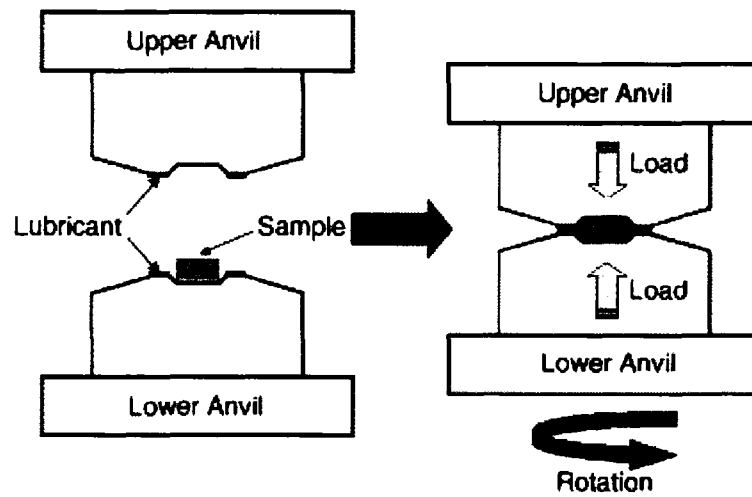 Upper Anvil
Lubricant
Sample
Lower Anvil
Upper Anvil
Load
Load
Lower Anvil
Rotation